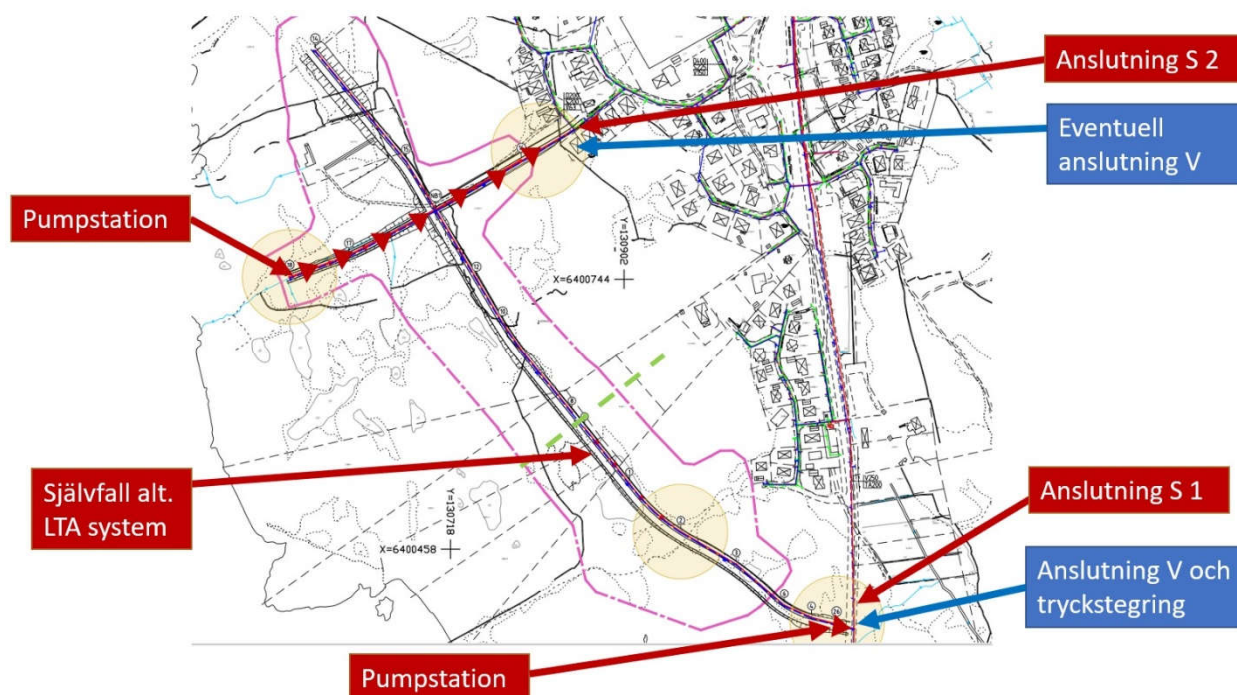 Anslutning S 2
Eventuell
anslutning V
Pumpstation
Y=130902
X=6400744
Självfall alt.
LTA system
Y=130718
X=6400458
Anslutning S 1
Anslutning V och
tryckstegring
Pumpstation